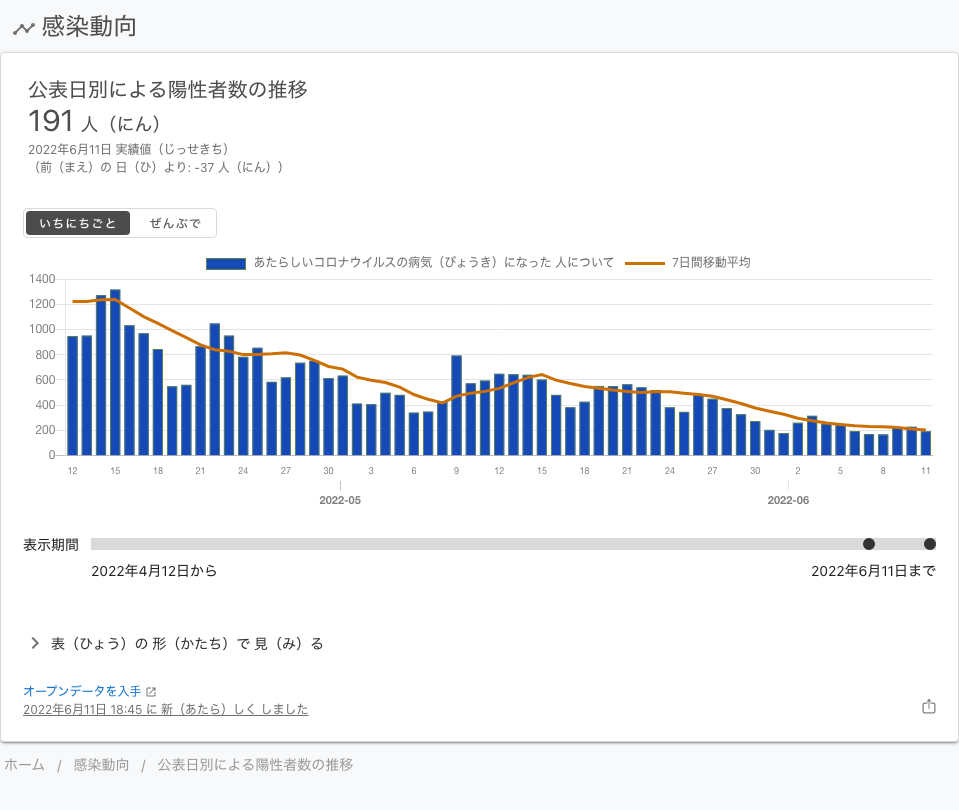 感染動向
公表日別による陽性者数の推移
191 人（にん）
2022年6月11日 実績値（じっせきち）
（前（まえ）の 日（ひ）より: -37 人（にん））
いちにちごと ぜんぶで
あたらしいコロナウイルスの病気（びょうき）になった 人について 7日間移動平均
1400
1200
1000
800
600
400
200
0
12 15 18 21 24 27 30 3 6 9 12 15 18 21 24 27 30 2 5 8 11
2022-05 2022-06
表示期間
2022年4月12日から 2022年6月11日まで
表（ひょう）の 形（かたち）で 見（み）る
オープンデータを入手
2022年6月11日 18:45 に 新（あたら）しく しました
ホーム / 感染動向 / 公表日別による陽性者数の推移